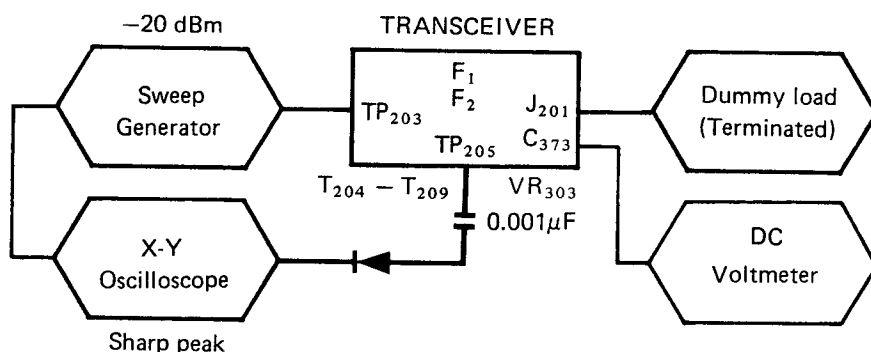 −20 dBm
TRANSCEIVER
Sweep
Generator
F₁
F₂
TP₂₀₃
J₂₀₁
C₃₇₃
TP₂₀₅
Dummy load
(Terminated)
T₂₀₄ − T₂₀₉
VR₃₀₃
0.001μF
X-Y
Oscilloscope
DC
Voltmeter
Sharp peak